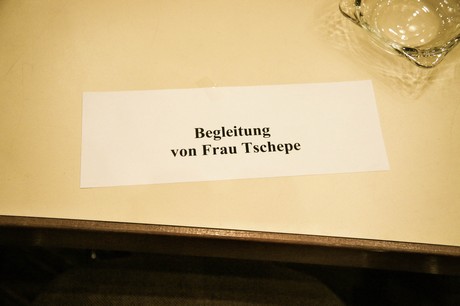 Begleitung
von Frau Tschepe